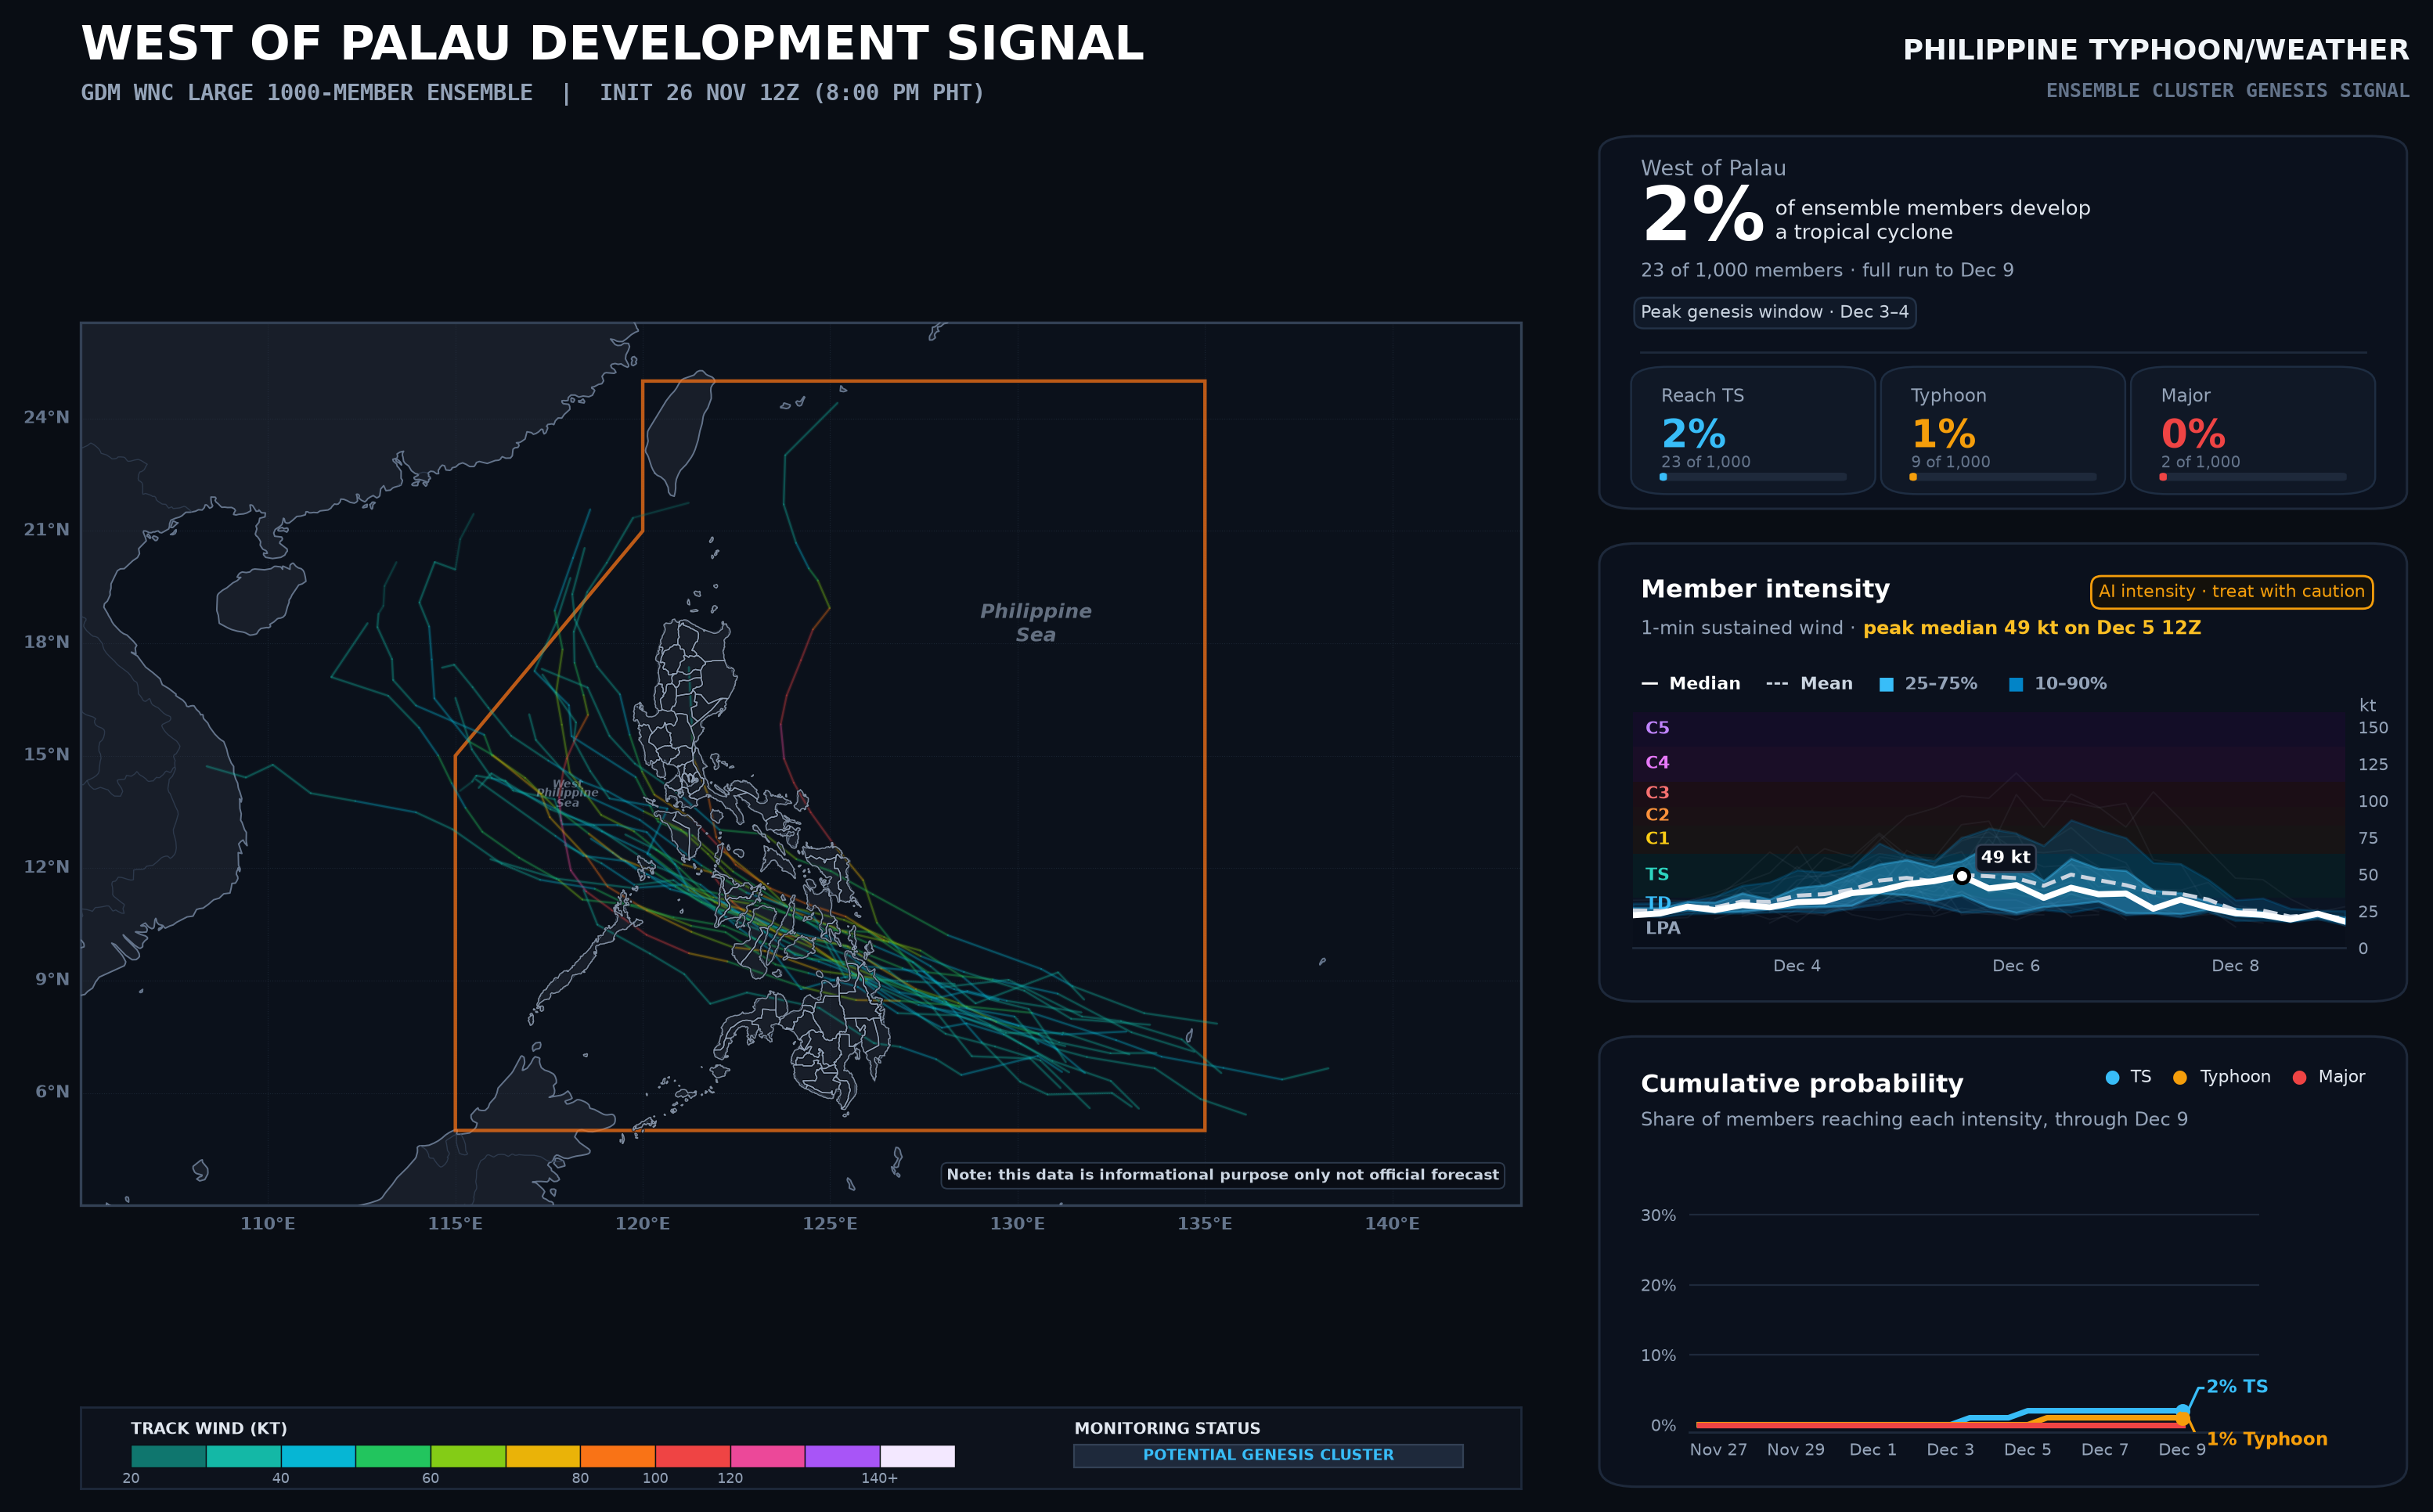 WEST OF PALAU DEVELOPMENT SIGNAL
GDM WNC LARGE 1000-MEMBER ENSEMBLE | INIT 26 NOV 12Z (8:00 PM PHT)
PHILIPPINE TYPHOON/WEATHER
ENSEMBLE CLUSTER GENESIS SIGNAL
24°N
21°N
18°N
15°N
12°N
9°N
6°N
110°E
115°E
120°E
125°E
130°E
135°E
140°E
Philippine
Sea
West
Philippine
Sea
Note: this data is informational purpose only not official forecast
TRACK WIND (KT)
20
40
60
80
100
120
140+
MONITORING STATUS
POTENTIAL GENESIS CLUSTER
West of Palau
2%
of ensemble members develop
a tropical cyclone
23 of 1,000 members · full run to Dec 9
Peak genesis window · Dec 3–4
Reach TS
2%
23 of 1,000
Typhoon
1%
9 of 1,000
Major
0%
2 of 1,000
Member intensity
AI intensity · treat with caution
1-min sustained wind · peak median 49 kt on Dec 5 12Z
Median
Mean
25–75%
10–90%
kt
C5
C4
C3
C2
C1
TS
TD
LPA
150
125
100
75
50
25
0
49 kt
Dec 4
Dec 6
Dec 8
Cumulative probability
TS
Typhoon
Major
Share of members reaching each intensity, through Dec 9
30%
20%
10%
0%
2% TS
1% Typhoon
Nov 27
Nov 29
Dec 1
Dec 3
Dec 5
Dec 7
Dec 9